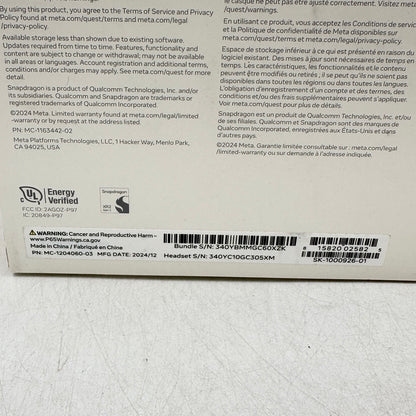 By using this product, you agree to the Terms of Service and Privacy
Policy found at meta.com/quest/terms and meta.com/legal
/privacy-policy.
Available storage less than shown due to existing software
Updates required from time to time. Features, functionality and
content are subject to change or withdrawal; may not be available
in all areas or languages. Account registration and additional terms,
conditions and/or charges may apply. See meta.com/quest for more
details.
Snapdragon is a product of Qualcomm Technologies, Inc. and/or
its subsidiaries. Qualcomm and Snapdragon are trademarks or
registered trademarks of Qualcomm Incorporated.
©2024 Meta. Limited warranty found at meta.com/legal/limited
-warranty or by request at the address indicated.
PN: MC-1163442-02
Meta Platforms Technologies, LLC, 1 Hacker Way, Menlo Park,
CA 94025, USA
UL
Energy
Verified
FCC ID: 2AGOZ-P97
IC: 20849-P97
Snapdragon
XR2
Gen 2
le casque ne peut pas être ajusté correctement. Visitez meta
/quest
En utilisant ce produit, vous acceptez les Conditions de service
et la Politique de confidentialité de Meta disponibles sur
meta.com/quest/terms et meta.com/legal/privacy-policy.
Espace de stockage inférieur à ce qui est présenté en raison du
logiciel existant. Des mises à jour sont nécessaires de temps en
temps. Les caractéristiques, les fonctionnalités et le contenu
peuvent être modifiés ou retirés ; il est possible qu'ils ne soient pas
disponibles dans toutes les régions ou dans toutes les langues.
L'obligation d'enregistrement d'un compte et des termes, des
conditions et/ou des frais supplémentaires peuvent s'appliquer.
Voir meta.com/quest pour plus de détails.
Snapdragon est un produit de Qualcomm Technologies, Inc. et/ou
de ses filiales. Qualcomm et Snapdragon sont des marques de
Qualcomm Incorporated, enregistrées aux États-Unis et dans
d'autres pays.
©2024 Meta. Garantie limitée consultable sur : meta.com/legal
/limited-warranty ou sur demande à l'adresse indiquée.
WARNING: Cancer and Reproductive Harm –
www.P65Warnings.ca.gov
Made in China / Fabriqué en Chine
PN: MC-1204060-03 MFG DATE: 2024/12
Bundle S/N: 340YBMMGC60XZK
Headset S/N: 340YC10GC305XM
8 15820 02582 5
SK-1000926-01